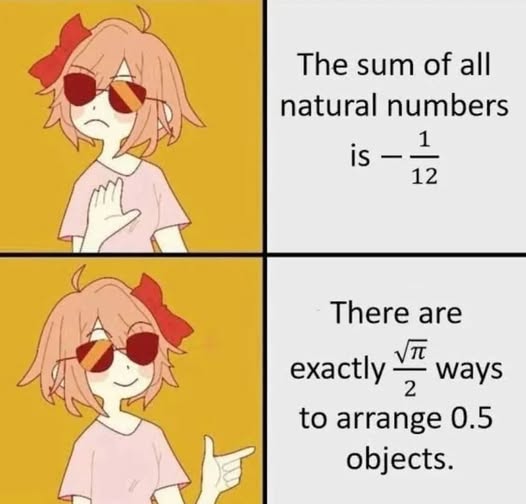 The sum of all
natural numbers
is − 1/12
There are
exactly √π/2 ways
to arrange 0.5
objects.